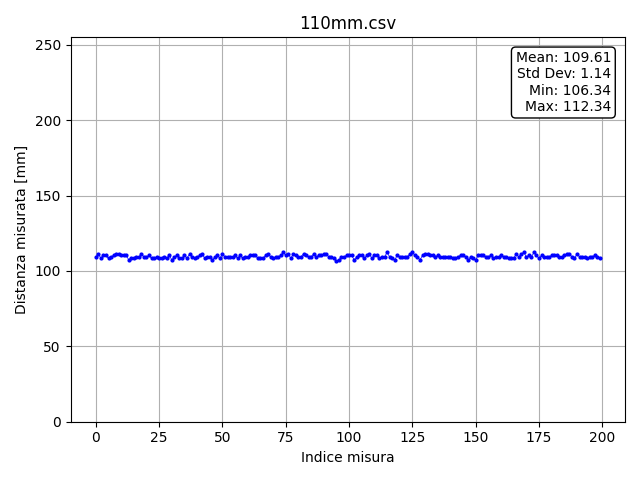 110mm.csv
Mean: 109.61
Std Dev: 1.14
Min: 106.34
Max: 112.34
Distanza misurata [mm]
250
200
150
100
50
0
0 25 50 75 100 125 150 175 200
Indice misura